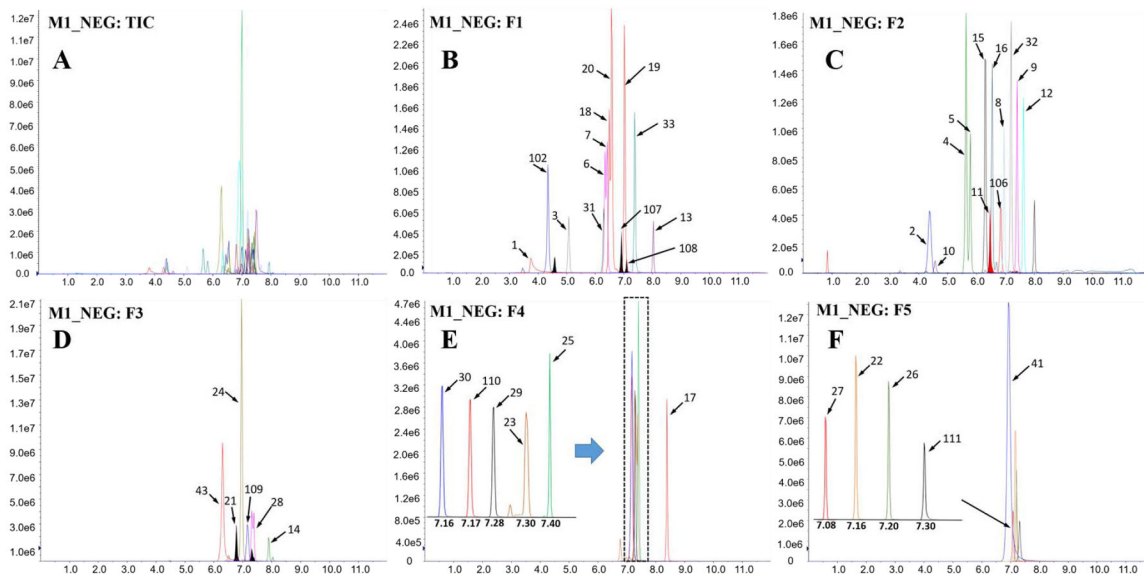 M1_NEG: TIC
A
1.2e7
1.1e7
1.0e7
9.0e6
8.0e6
7.0e6
6.0e6
5.0e6
4.0e6
3.0e6
2.0e6
1.0e6
0.0
1.0 2.0 3.0 4.0 5.0 6.0 7.0 8.0 9.0 10.0 11.0
M1_NEG: F1
B
2.4e6
2.2e6
2.0e6
1.8e6
1.6e6
1.4e6
1.2e6
1.0e6
8.0e5
6.0e5
4.0e5
2.0e5
0.0
20
19
18
33
7
102
6
3
31
107
13
1
108
1.0 2.0 3.0 4.0 5.0 6.0 7.0 8.0 9.0 10.0 11.0
M1_NEG: F2
C
1.8e6
1.6e6
1.4e6
1.2e6
1.0e6
8.0e5
6.0e5
4.0e5
2.0e5
0.0
15
16
32
9
12
8
5
4
11
106
2
10
1.0 2.0 3.0 4.0 5.0 6.0 7.0 8.0 9.0 10.0 11.0
M1_NEG: F3
D
2.1e7
1.9e7
1.7e7
1.5e7
1.3e7
1.1e7
9.0e6
7.0e6
5.0e6
3.0e6
1.0e6
24
43
21
109
28
14
1.0 2.0 3.0 4.0 5.0 6.0 7.0 8.0 9.0 10.0 11.0
M1_NEG: F4
E
4.7e6
4.4e6
4.0e6
3.6e6
3.2e6
2.8e6
2.4e6
2.0e6
1.6e6
1.2e6
8.0e5
4.0e5
0
30
110
29
23
25
17
7.16 7.17 7.28 7.30 7.40
1.0 2.0 3.0 4.0 5.0 6.0 7.0 8.0 9.0 10.0 11.0
M1_NEG: F5
F
1.2e7
1.1e7
1.0e7
9.0e6
8.0e6
7.0e6
6.0e6
5.0e6
4.0e6
3.0e6
2.0e6
1.0e6
0.0
27
22
26
111
41
7.08 7.16 7.20 7.30
1.0 2.0 3.0 4.0 5.0 6.0 7.0 8.0 9.0 10.0 11.0